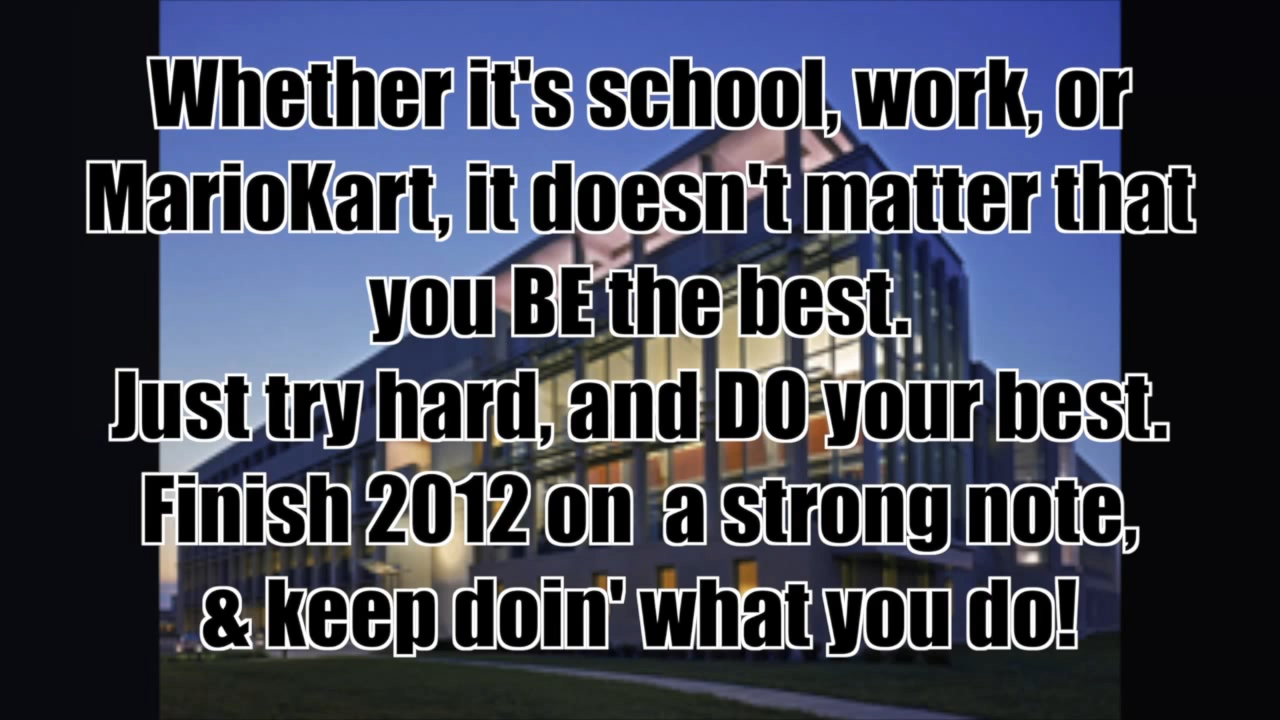 Whether it's school, work, or
MarioKart, it doesn't matter that
you BE the best.
Just try hard, and DO your best.
Finish 2012 on  a strong note,
& keep doin' what you do!